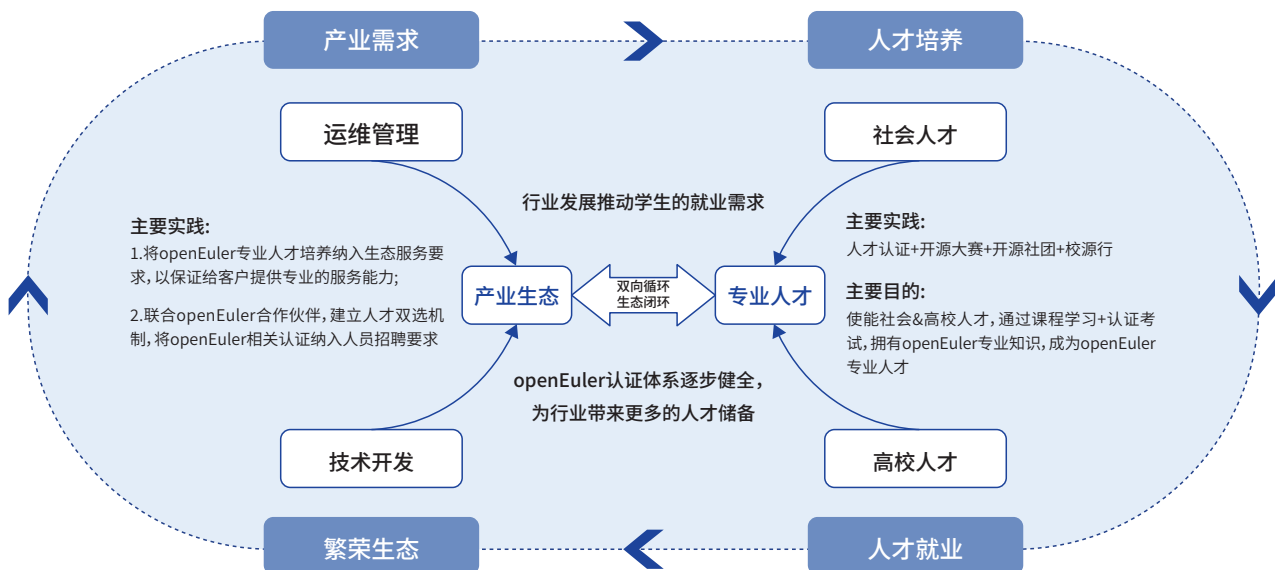 产业需求
人才培养
运维管理
社会人才
行业发展推动学生的就业需求
主要实践:
1.将openEuler专业人才培养纳入生态服务要
求,以保证给客户提供专业的服务能力;
2.联合openEuler合作伙伴,建立人才双选机
制,将openEuler相关认证纳入人员招聘要求
产业生态
双向循环
生态闭环
专业人才
主要实践:
人才认证+开源大赛+开源社团+校源行
主要目的:
使能社会&高校人才,通过课程学习+认证考
试,拥有openEuler专业知识,成为openEuler
专业人才
openEuler认证体系逐步健全,
为行业带来更多的人才储备
技术开发
高校人才
繁荣生态
人才就业